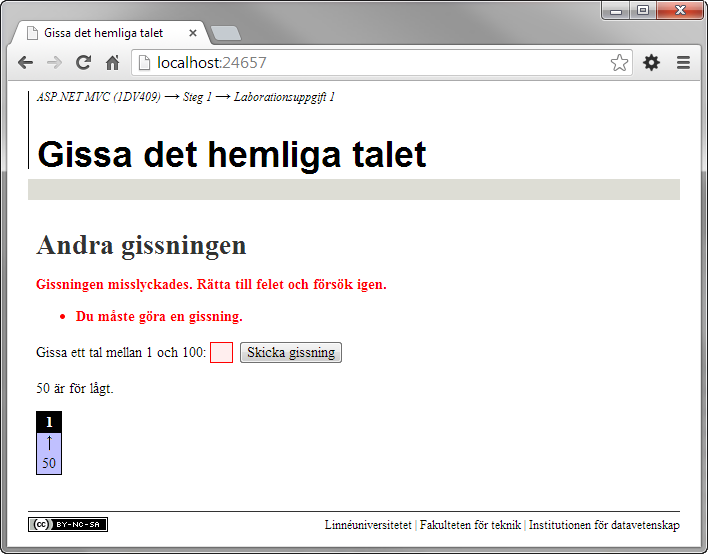 Gissa det hemliga talet
localhost:24657
ASP.NET MVC (1DV409) → Steg 1 → Laborationsuppgift 1
Gissa det hemliga talet
Andra gissningen
Gissningen misslyckades. Rätta till felet och försök igen.
• Du måste göra en gissning.
Gissa ett tal mellan 1 och 100: Skicka gissning
50 är för lågt.
1
↑
50
(cc) BY-NC-SA Linnéuniversitetet | Fakulteten för teknik | Institutionen för datavetenskap